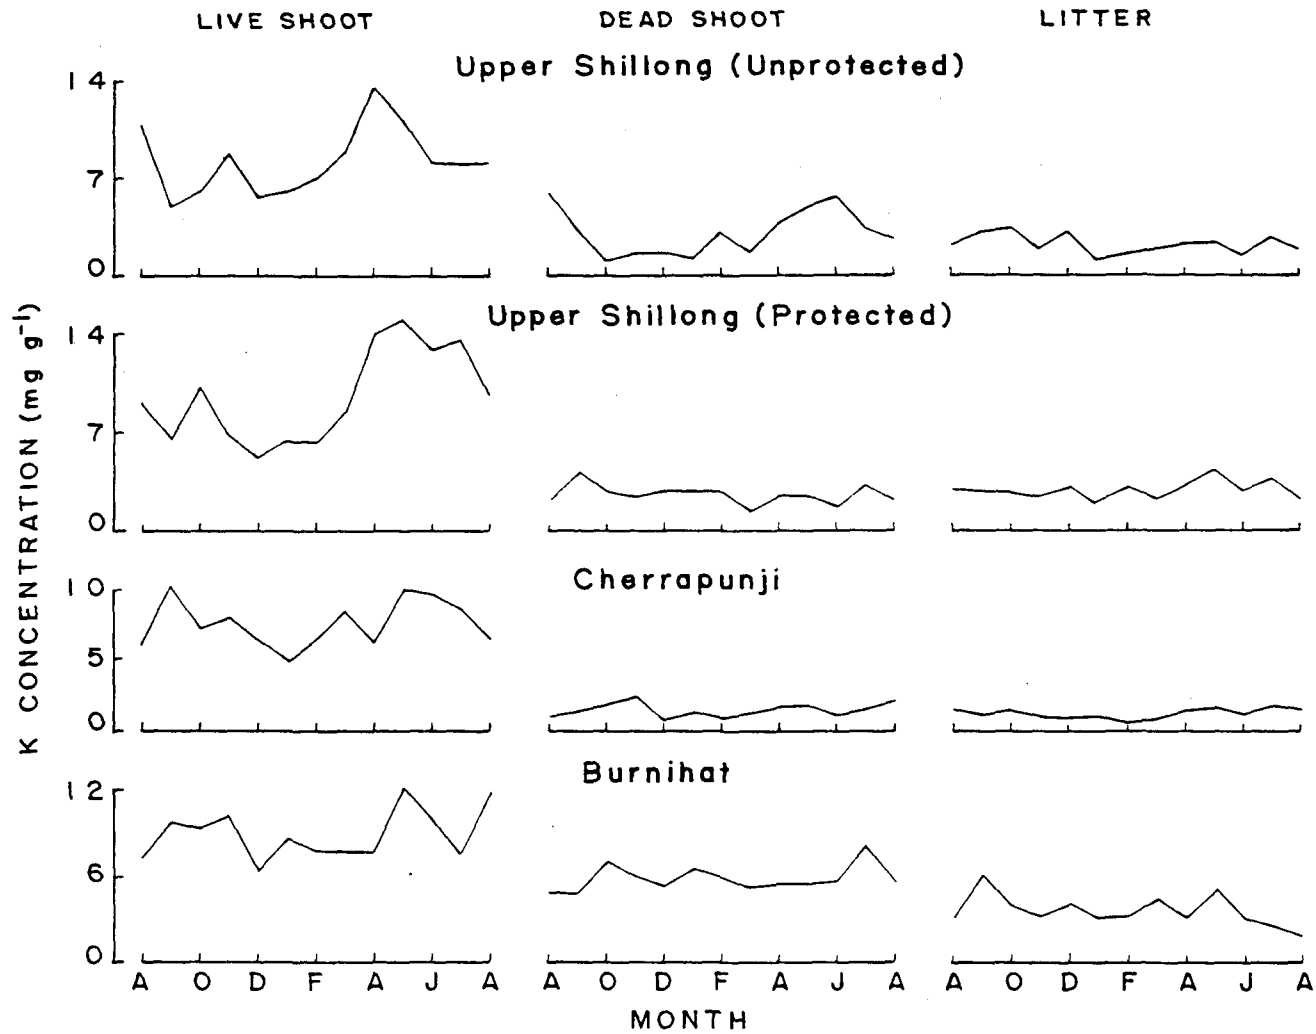 LIVE SHOOT DEAD SHOOT LITTER
Upper Shillong (Unprotected)
14
7
0
Upper Shillong (Protected)
14
7
0
Cherrapunji
10
5
0
Burnihat
12
6
0
K CONCENTRATION (mg g⁻¹)
A O D F A J A A O D F A J A A O D F A J A
MONTH